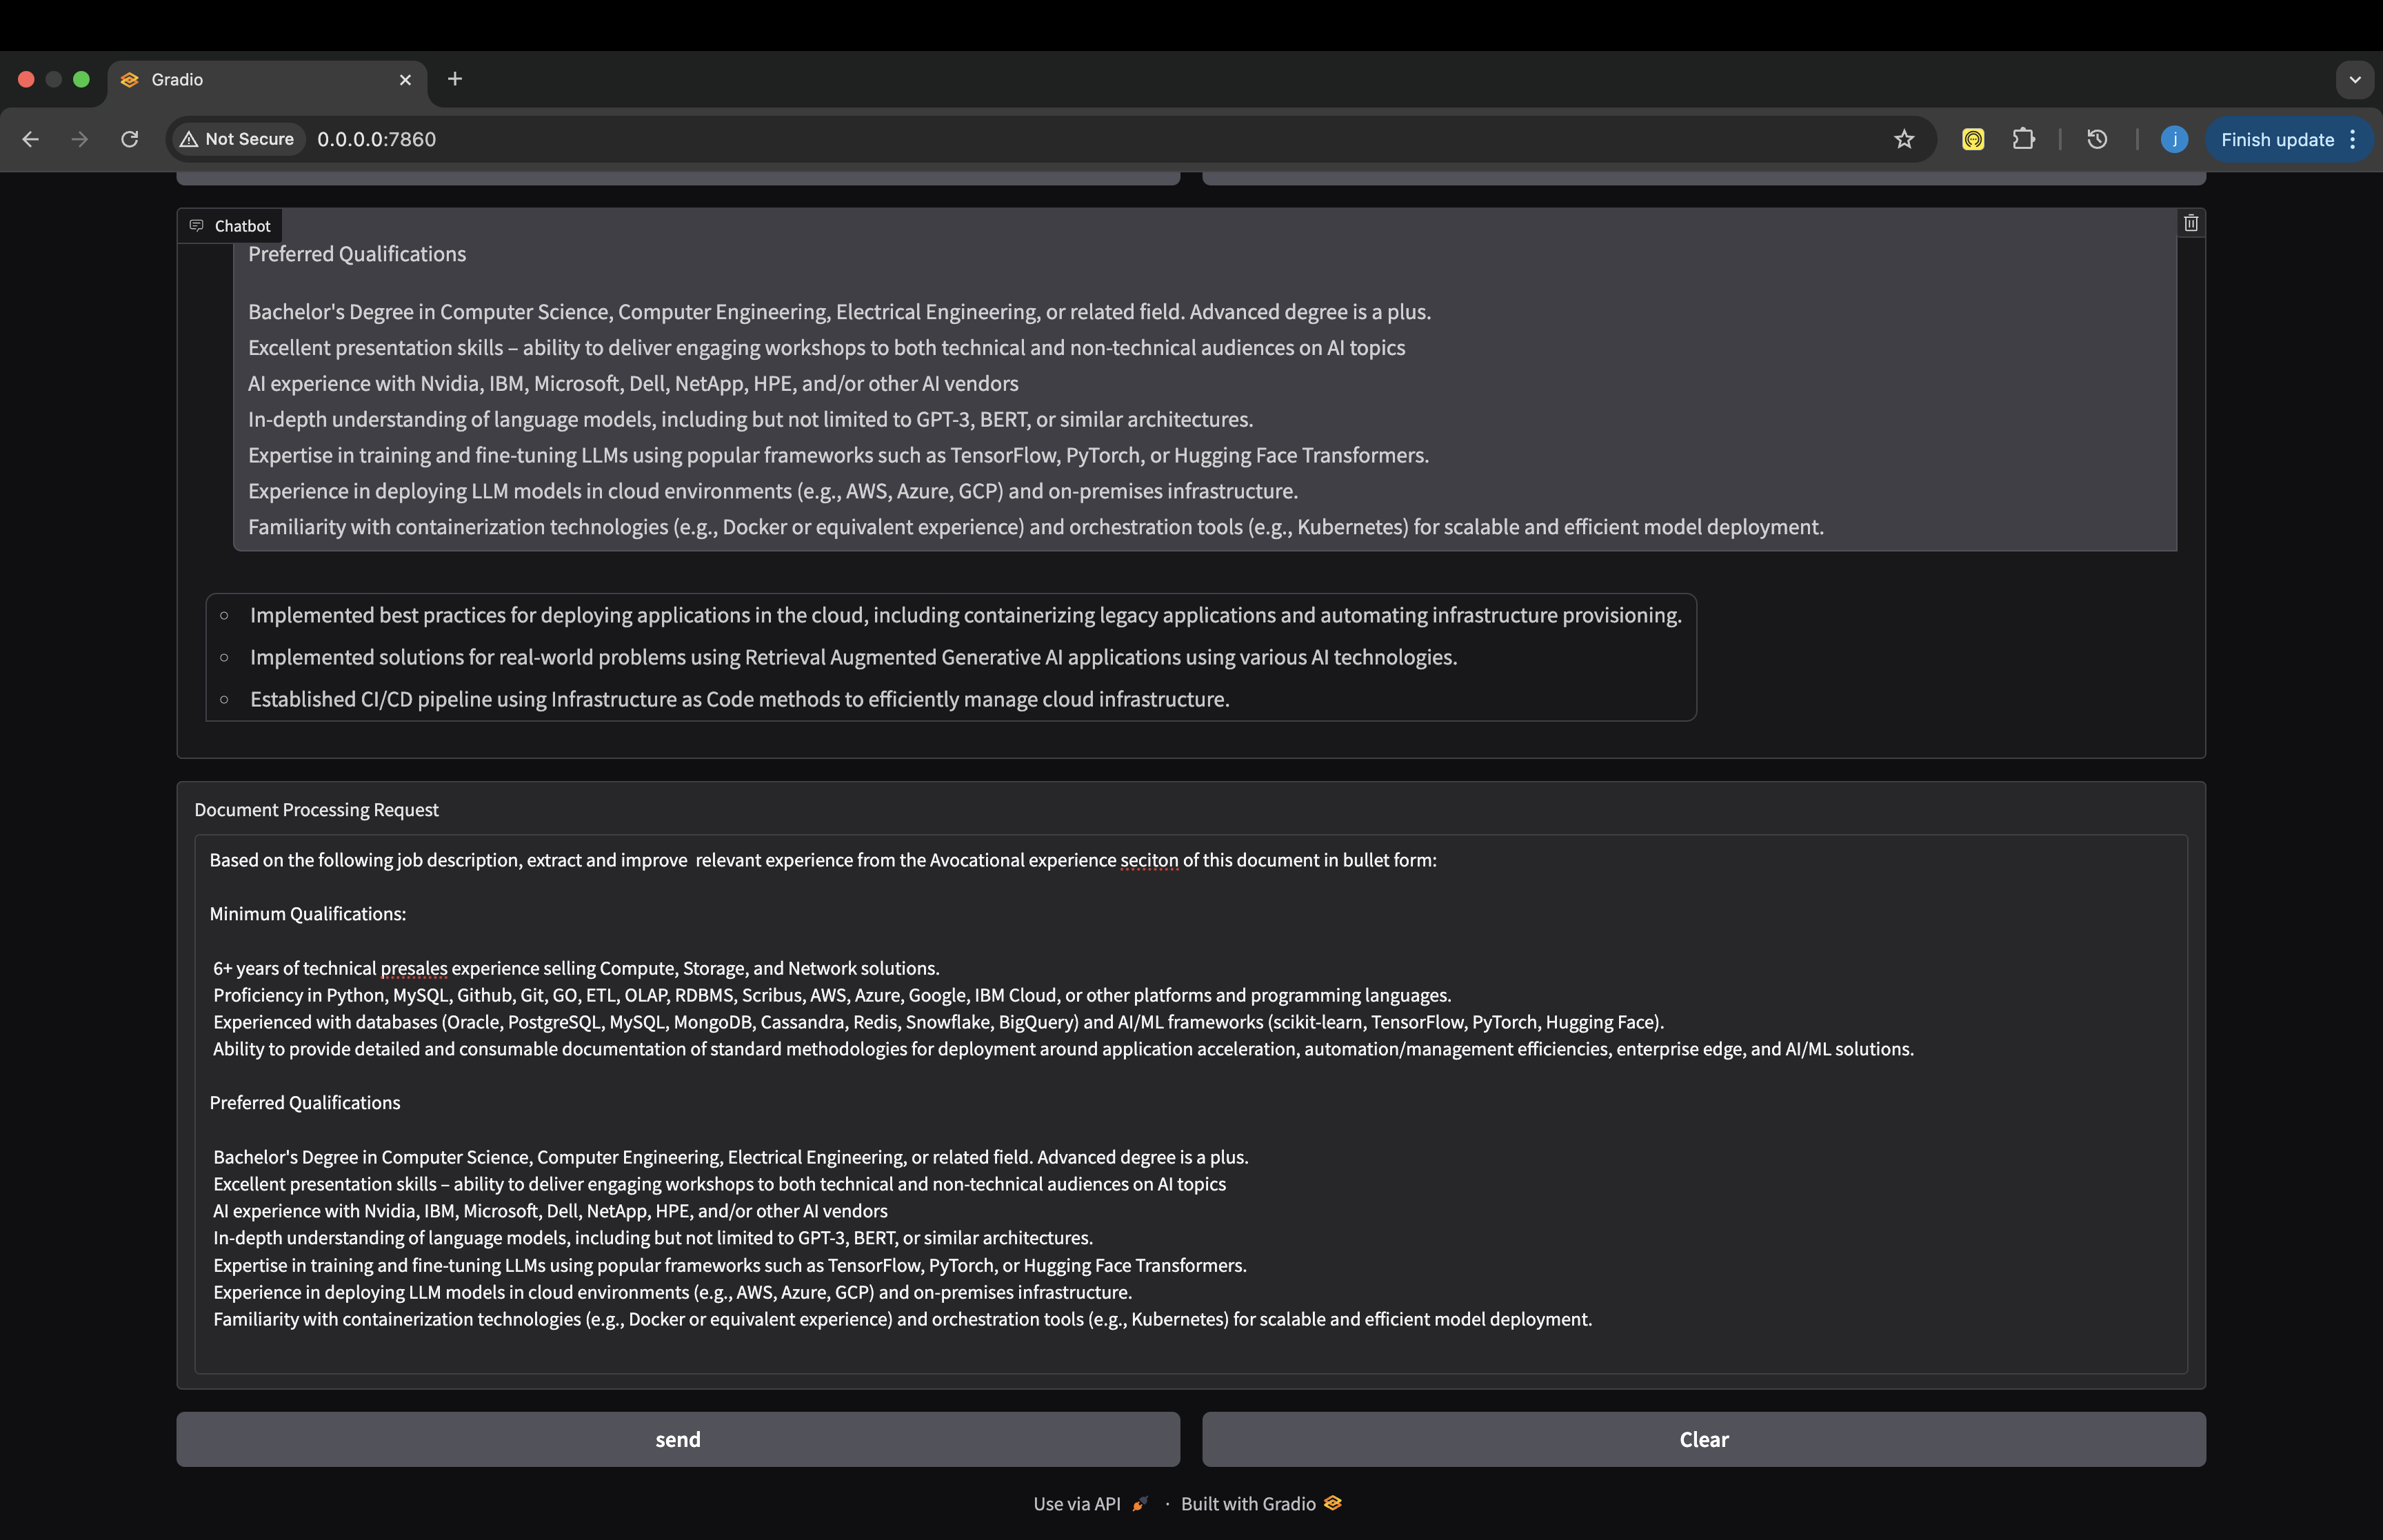 Gradio
Not Secure
0.0.0.0:7860
j
Finish update
Chatbot
Preferred Qualifications
Bachelor's Degree in Computer Science, Computer Engineering, Electrical Engineering, or related field. Advanced degree is a plus.
Excellent presentation skills – ability to deliver engaging workshops to both technical and non-technical audiences on AI topics
AI experience with Nvidia, IBM, Microsoft, Dell, NetApp, HPE, and/or other AI vendors
In-depth understanding of language models, including but not limited to GPT-3, BERT, or similar architectures.
Expertise in training and fine-tuning LLMs using popular frameworks such as TensorFlow, PyTorch, or Hugging Face Transformers.
Experience in deploying LLM models in cloud environments (e.g., AWS, Azure, GCP) and on-premises infrastructure.
Familiarity with containerization technologies (e.g., Docker or equivalent experience) and orchestration tools (e.g., Kubernetes) for scalable and efficient model deployment.
Implemented best practices for deploying applications in the cloud, including containerizing legacy applications and automating infrastructure provisioning.
Implemented solutions for real-world problems using Retrieval Augmented Generative AI applications using various AI technologies.
Established CI/CD pipeline using Infrastructure as Code methods to efficiently manage cloud infrastructure.
Document Processing Request
Based on the following job description, extract and improve  relevant experience from the Avocational experience seciton of this document in bullet form:
Minimum Qualifications:
6+ years of technical presales experience selling Compute, Storage, and Network solutions.
Proficiency in Python, MySQL, Github, Git, GO, ETL, OLAP, RDBMS, Scribus, AWS, Azure, Google, IBM Cloud, or other platforms and programming languages.
Experienced with databases (Oracle, PostgreSQL, MySQL, MongoDB, Cassandra, Redis, Snowflake, BigQuery) and AI/ML frameworks (scikit-learn, TensorFlow, PyTorch, Hugging Face).
Ability to provide detailed and consumable documentation of standard methodologies for deployment around application acceleration, automation/management efficiencies, enterprise edge, and AI/ML solutions.
Preferred Qualifications
Bachelor's Degree in Computer Science, Computer Engineering, Electrical Engineering, or related field. Advanced degree is a plus.
Excellent presentation skills – ability to deliver engaging workshops to both technical and non-technical audiences on AI topics
AI experience with Nvidia, IBM, Microsoft, Dell, NetApp, HPE, and/or other AI vendors
In-depth understanding of language models, including but not limited to GPT-3, BERT, or similar architectures.
Expertise in training and fine-tuning LLMs using popular frameworks such as TensorFlow, PyTorch, or Hugging Face Transformers.
Experience in deploying LLM models in cloud environments (e.g., AWS, Azure, GCP) and on-premises infrastructure.
Familiarity with containerization technologies (e.g., Docker or equivalent experience) and orchestration tools (e.g., Kubernetes) for scalable and efficient model deployment.
send
Clear
Use via API · Built with Gradio